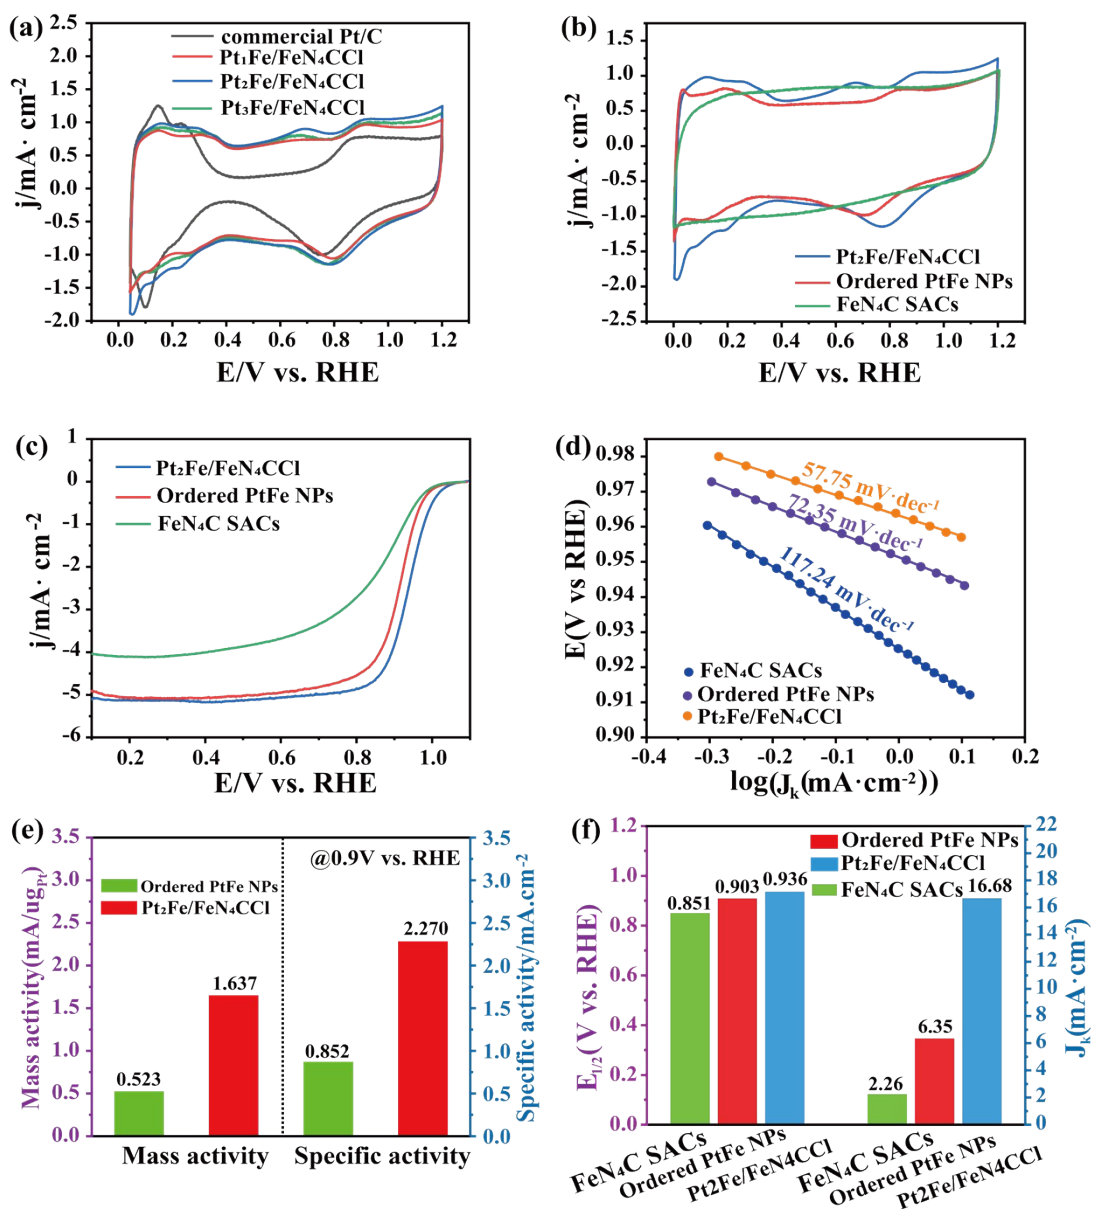 (a)
commercial Pt/C
Pt₁Fe/FeN₄CCl
Pt₂Fe/FeN₄CCl
Pt₃Fe/FeN₄CCl
2.5
2.0
1.5
1.0
0.5
0.0
-0.5
-1.0
-1.5
-2.0
j/mA· cm⁻²
0.0 0.2 0.4 0.6 0.8 1.0 1.2
E/V vs. RHE
(b)
1.5
1.0
0.5
0.0
-0.5
-1.0
-1.5
-2.0
-2.5
j/mA· cm⁻²
Pt₂Fe/FeN₄CCl
Ordered PtFe NPs
FeN₄C SACs
0.0 0.2 0.4 0.6 0.8 1.0 1.2
E/V vs. RHE
(c)
1
0
-1
-2
-3
-4
-5
-6
j/mA· cm⁻²
Pt₂Fe/FeN₄CCl
Ordered PtFe NPs
FeN₄C SACs
0.2 0.4 0.6 0.8 1.0
E/V vs. RHE
(d)
0.98
0.97
0.96
0.95
0.94
0.93
0.92
0.91
0.90
E(V vs RHE)
57.75 mV·dec⁻¹
72.35 mV·dec⁻¹
117.24 mV·dec⁻¹
FeN₄C SACs
Ordered PtFe NPs
Pt₂Fe/FeN₄CCl
-0.4 -0.3 -0.2 -0.1 0.0 0.1 0.2
log(Jₖ(mA·cm⁻²))
(e)
3.5
3.0
2.5
2.0
1.5
1.0
0.5
0.0
Mass activity(mA/ugPt)
@0.9V vs. RHE
Ordered PtFe NPs
Pt₂Fe/FeN₄CCl
0.523
1.637
0.852
2.270
3.5
3.0
2.5
2.0
1.5
1.0
0.5
0.0
Specific activity/mA.cm⁻²
Mass activity Specific activity
(f)
1.2
1.0
0.8
0.6
0.4
0.2
0.0
E1/2( V vs. RHE)
Ordered PtFe NPs
Pt₂Fe/FeN₄CCl
FeN₄C SACs
0.851
0.903
0.936
2.26
6.35
16.68
22
20
18
16
14
12
10
8
6
4
2
0
Jₖ(mA·cm⁻²)
FeN₄C SACs
Ordered PtFe NPs
Pt2Fe/FeN4CCl
FeN₄C SACs
Ordered PtFe NPs
Pt2Fe/FeN4CCl